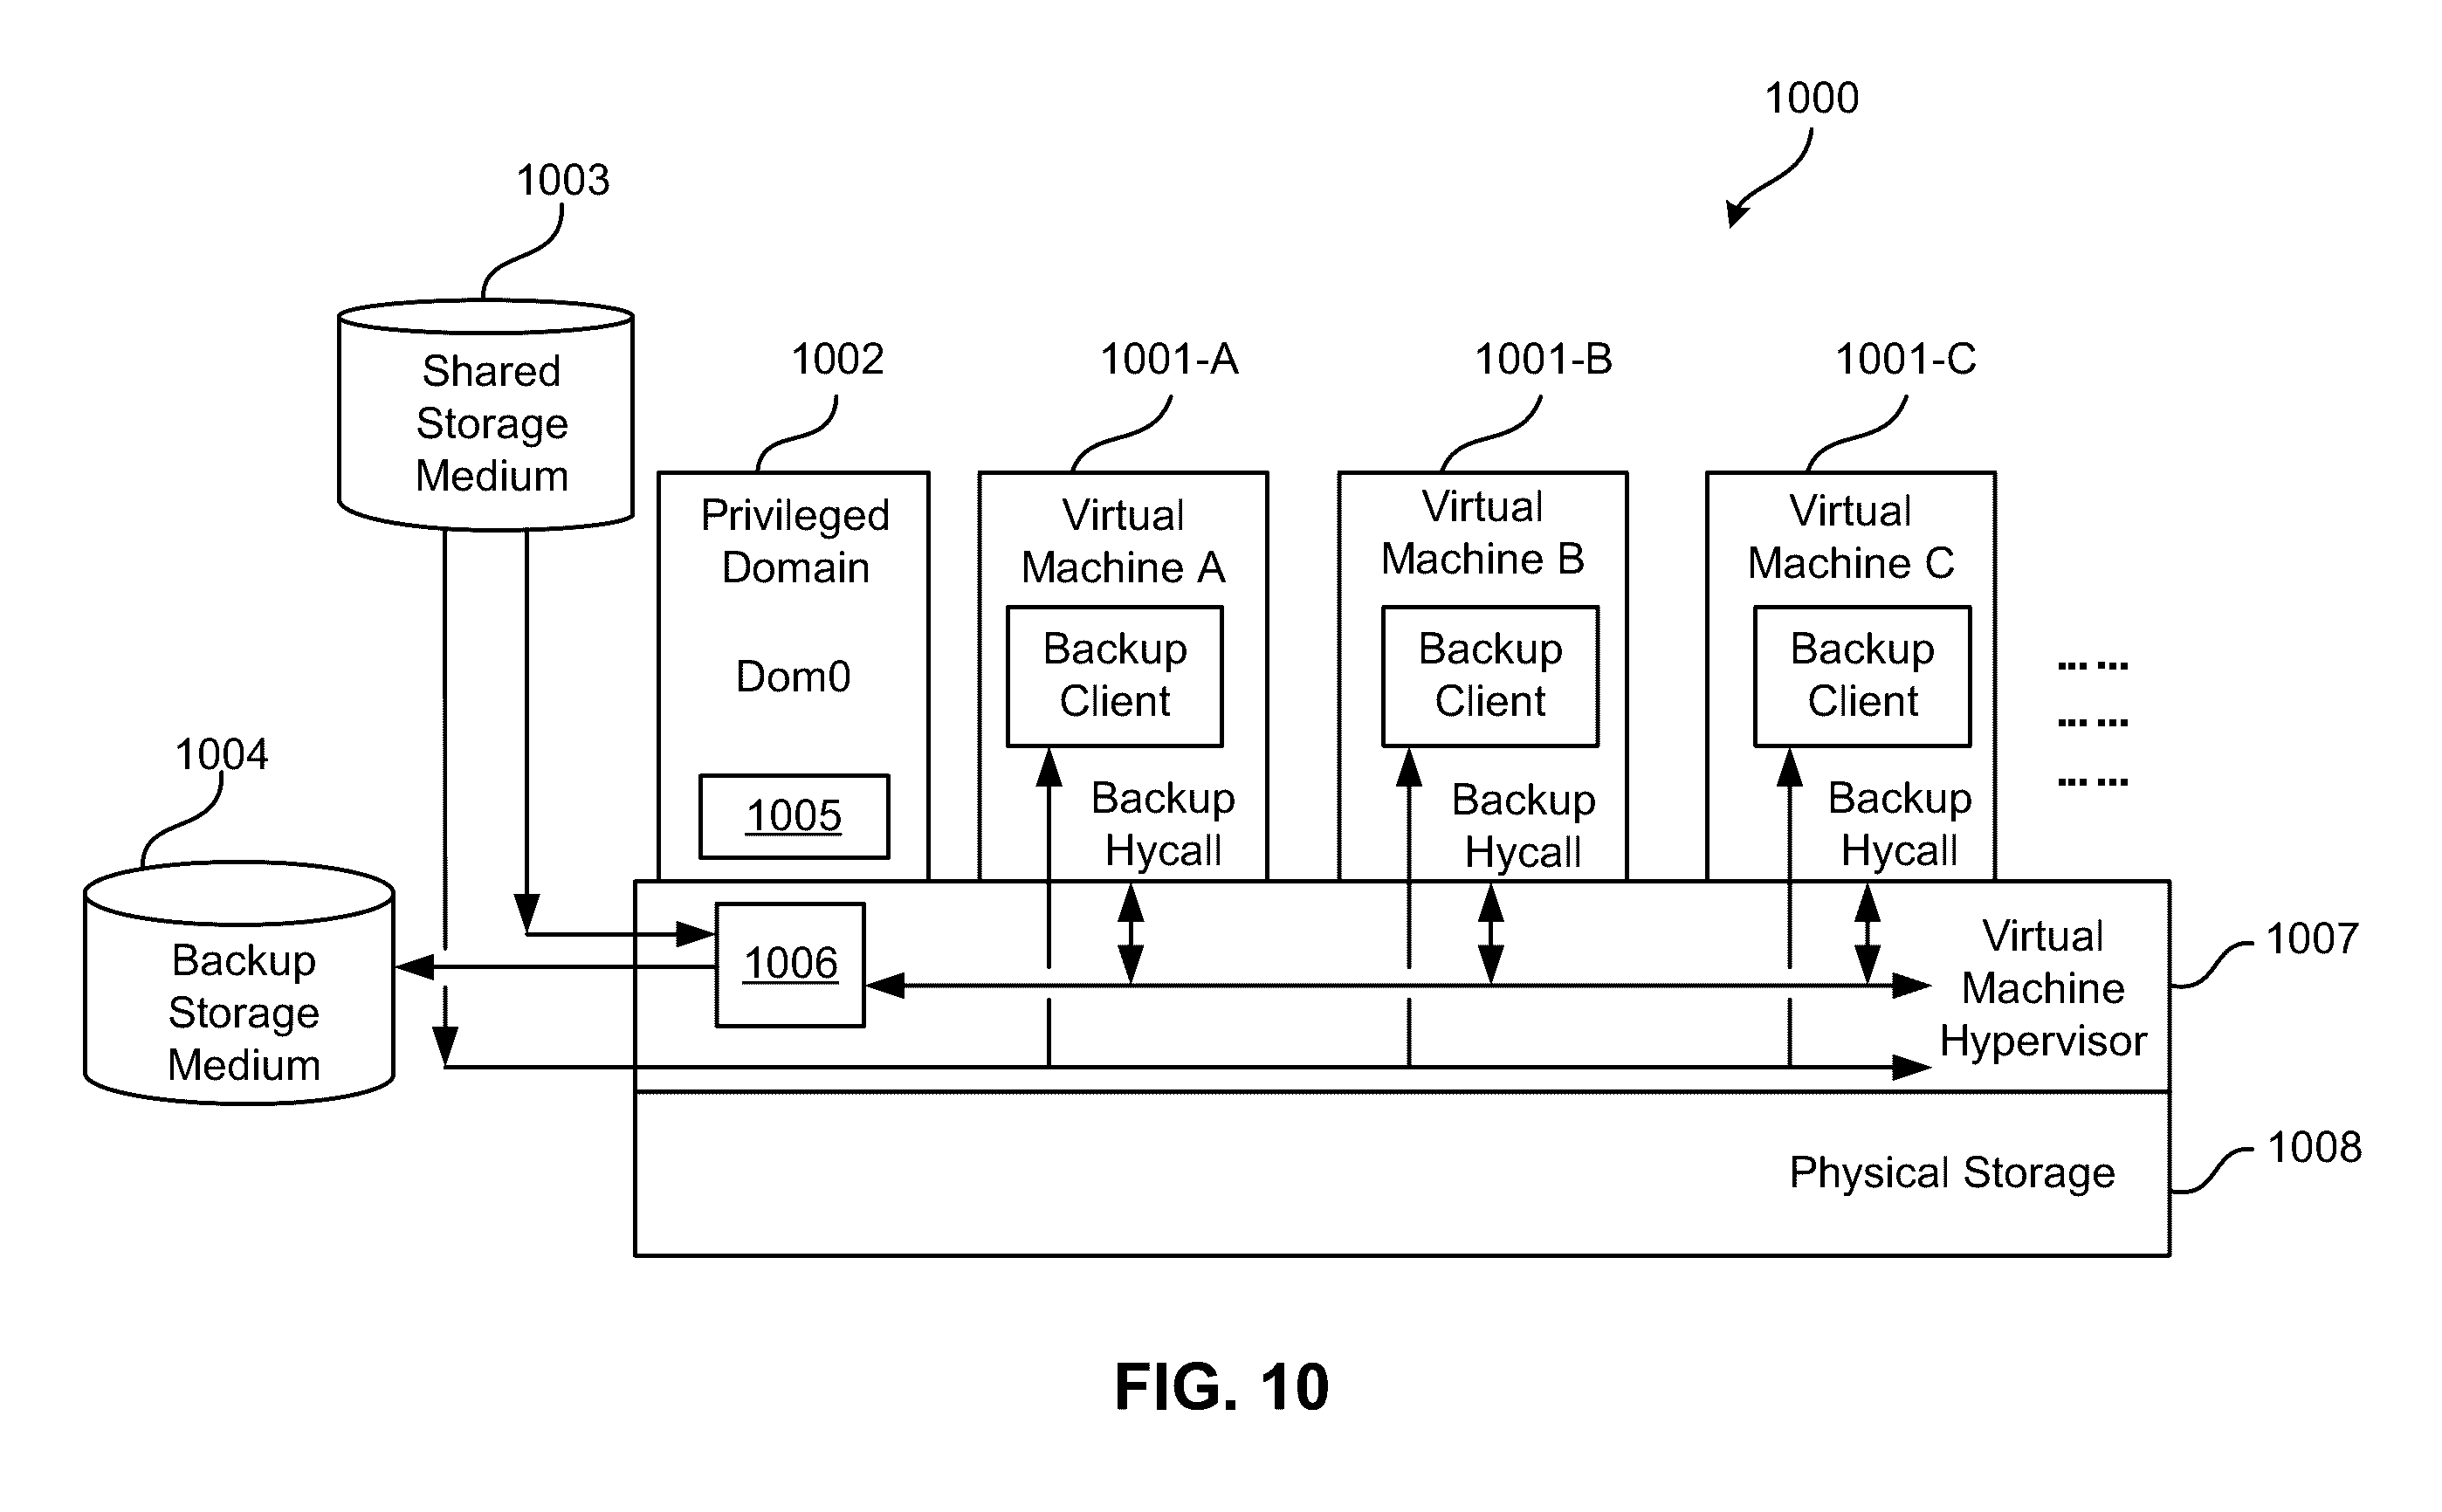 1000
1003
Shared
Storage
Medium
1002
1001-A
1001-B
1001-C
Privileged
Domain
Dom0
1005
Virtual
Machine A
Backup
Client
Backup
Hycall
Virtual
Machine B
Backup
Client
Backup
Hycall
Virtual
Machine C
Backup
Client
Backup
Hycall
... ...
... ...
... ...
1004
Backup
Storage
Medium
1006
Virtual
Machine
Hypervisor
1007
Physical Storage
1008
FIG. 10